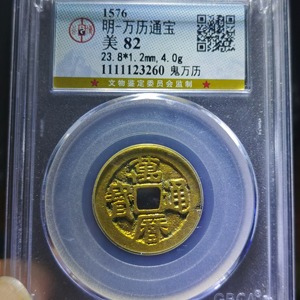 1576
明-万历通宝
美 82
23.8*1.2mm,4.0g
1111123260 鬼万历
★ 文物鉴定委员会监制 ★
萬曆通寶